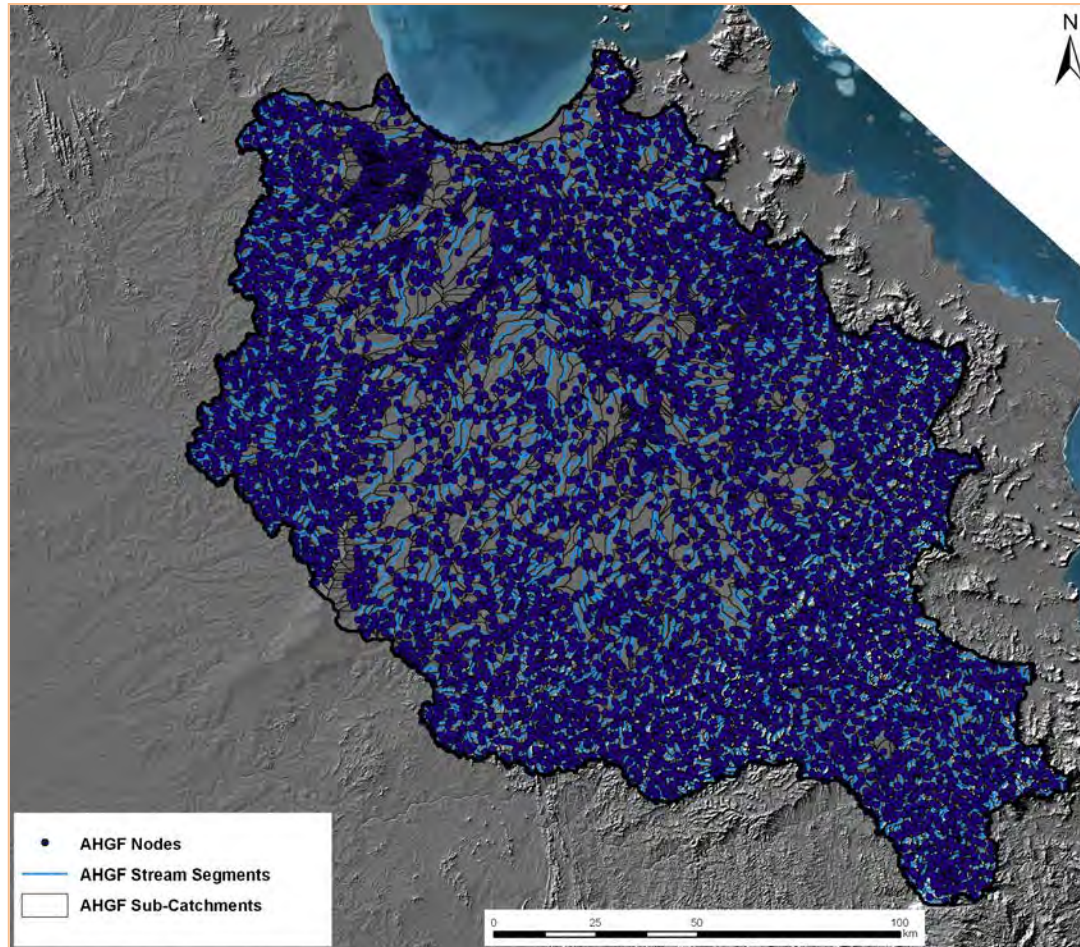 N
AHGF Nodes
AHGF Stream Segments
AHGF Sub-Catchments
0 25 50 100
km